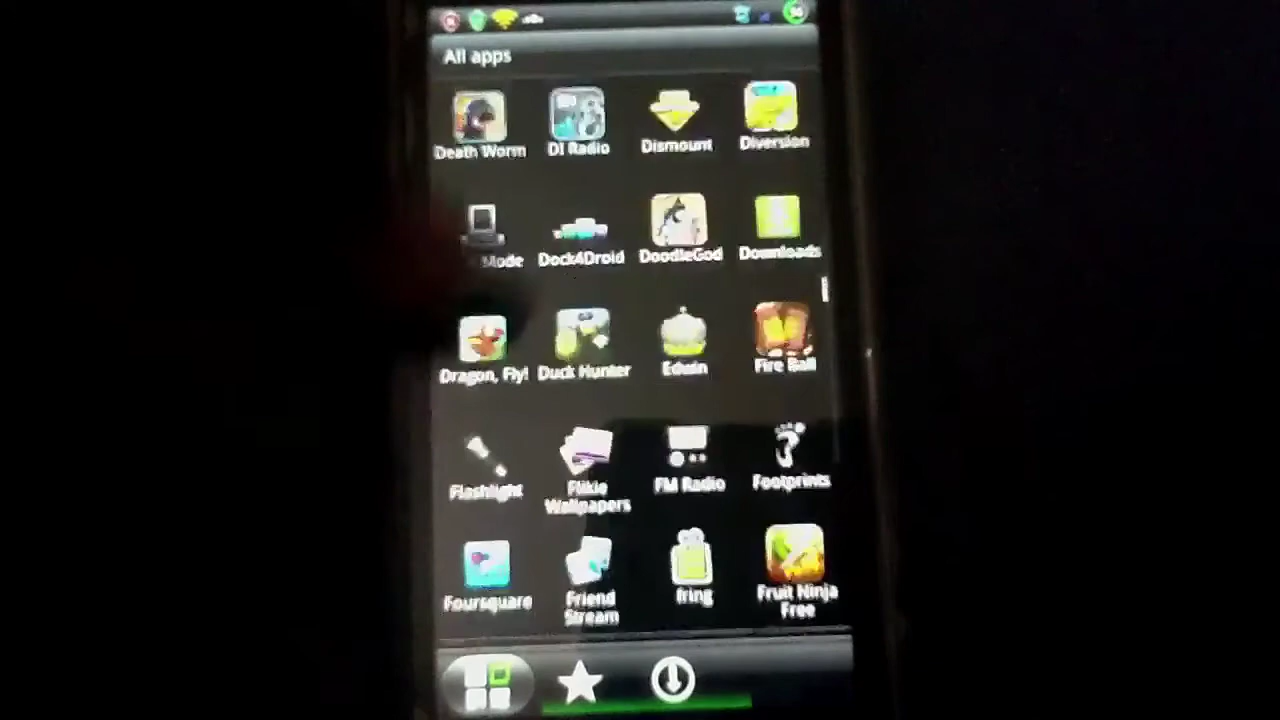 All apps
Death Worm
DI Radio
Dismount
Diversion
Mode
Dock4Droid
DoodleGod
Downloads
Dragon, Fly!
Duck Hunter
Edwin
Fire Ball
Flashlight
Flikie
Wallpapers
FM Radio
Footprints
Foursquare
Friend
Stream
fring
Fruit Ninja
Free